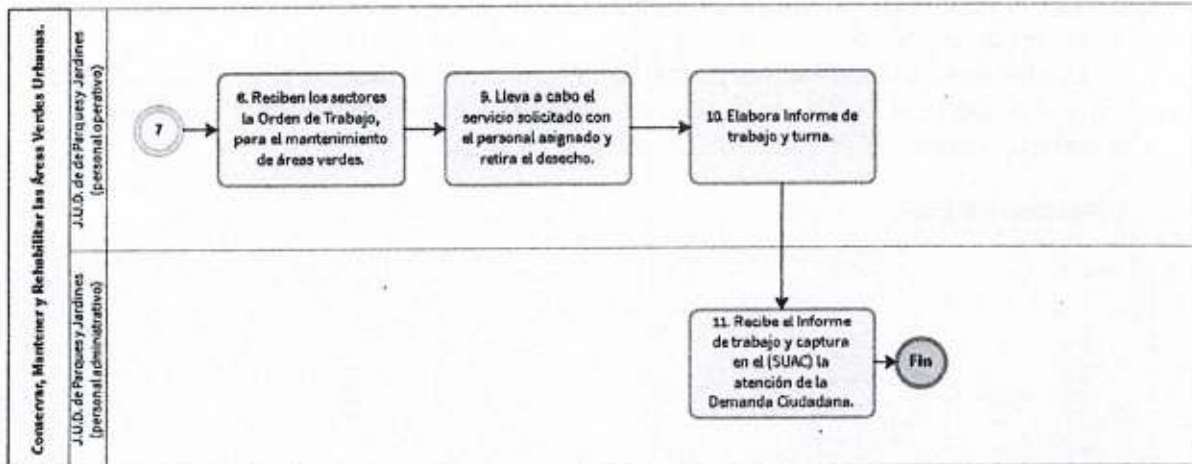 Conservar, Mantener y Rehabilitar las Áreas Verdes Urbanas.
J.U.D. de de Parques y Jardines
(personal operativo)
7
8. Reciben los sectores
la Orden de Trabajo,
para el mantenimiento
de áreas verdes.
9. Lleva a cabo el
servicio solicitado con
el personal asignado y
retira el desecho.
10. Elabora Informe de
trabajo y turna.
J.U.D. de Parques y Jardines
(personal administrativo)
11. Recibe el Informe
de trabajo y captura
en el (SUAC) la
atención de la
Demanda Ciudadana.
Fin